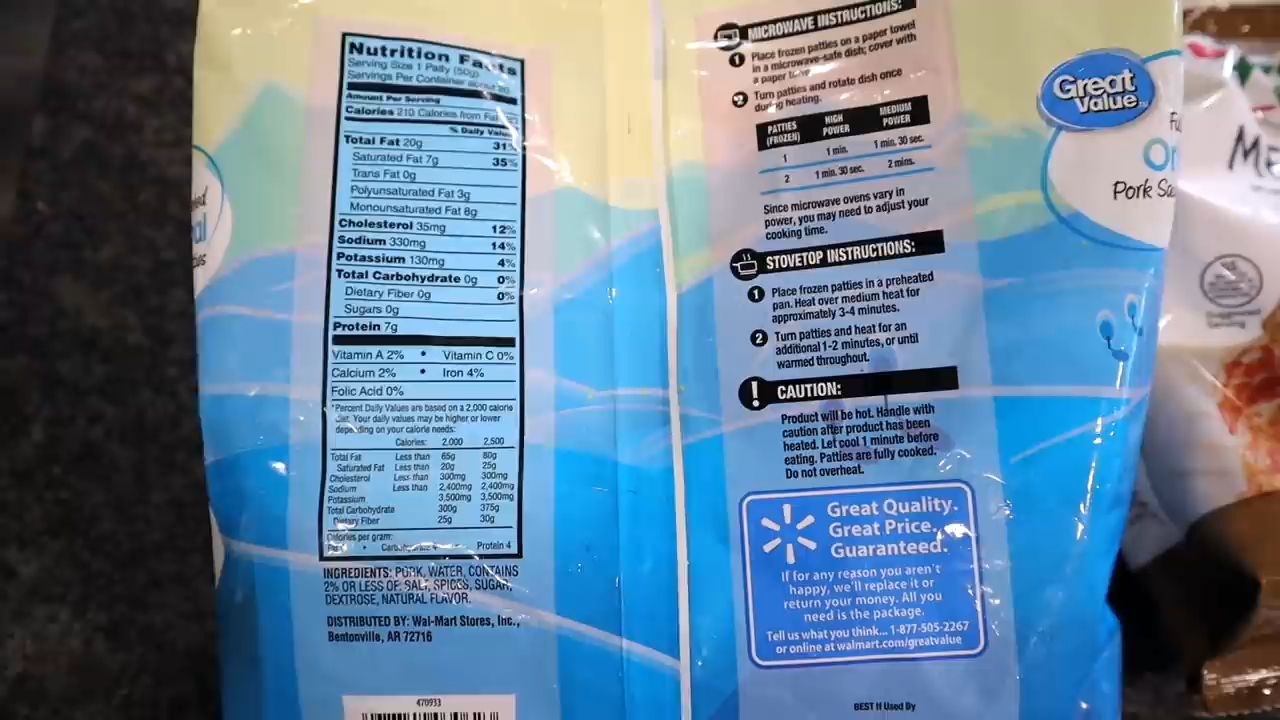 Nutrition Facts
Serving Size 1 Patty (50g)
Servings Per Container about 20
Amount Per Serving
Calories 210 Calories from
% Daily Value
Total Fat 20g 31%
Saturated Fat 7g 35%
Trans Fat 0g
Polyunsaturated Fat 3g
Monounsaturated Fat 8g
Cholesterol 35mg 12%
Sodium 330mg 14%
Potassium 130mg 4%
Total Carbohydrate 0g 0%
Dietary Fiber 0g 0%
Sugars 0g
Protein 7g
Vitamin A 2% • Vitamin C 0%
Calcium 2% • Iron 4%
Folic Acid 0%
*Percent Daily Values are based on a 2,000 calorie
diet. Your daily values may be higher or lower
depending on your calorie needs:
Calories: 2,000 2,500
Total Fat Less than 65g 80g
Saturated Fat Less than 20g 25g
Cholesterol Less than 300mg 300mg
Sodium Less than 2,400mg 2,400mg
Potassium 3,500mg 3,500mg
Total Carbohydrate 300g 375g
Dietary Fiber 25g 30g
Calories per gram:
• Carbohydrate • Protein 4
INGREDIENTS: PORK, WATER, CONTAINS
2% OR LESS OF: SALT, SPICES, SUGAR,
DEXTROSE, NATURAL FLAVOR.
DISTRIBUTED BY: Wal-Mart Stores, Inc.,
Bentonville, AR 72716
470933
MICROWAVE INSTRUCTIONS:
1 Place frozen patties on a paper towel
in a microwave-safe dish; cover with
a paper
2 Turn patties and rotate dish once
during heating.
PATTIES (FROZEN) HIGH POWER MEDIUM POWER
1 1 min. 1 min. 30 sec.
2 1 min. 30 sec. 2 mins.
Since microwave ovens vary in
power, you may need to adjust your
cooking time.
STOVETOP INSTRUCTIONS:
1 Place frozen patties in a preheated
pan. Heat over medium heat for
approximately 3-4 minutes.
2 Turn patties and heat for an
additional 1-2 minutes, or until
warmed throughout.
! CAUTION:
Product will be hot. Handle with
caution after product has been
heated. Let cool 1 minute before
eating. Patties are fully cooked.
Do not overheat.
Great Quality.
Great Price.
Guaranteed.
If for any reason you aren't
happy, we'll replace it or
return your money. All you
need is the package.
Tell us what you think... 1-877-505-2267
or online at walmart.com/greatvalue
BEST If Used By
Great
Value
Or
Pork Sa
Me